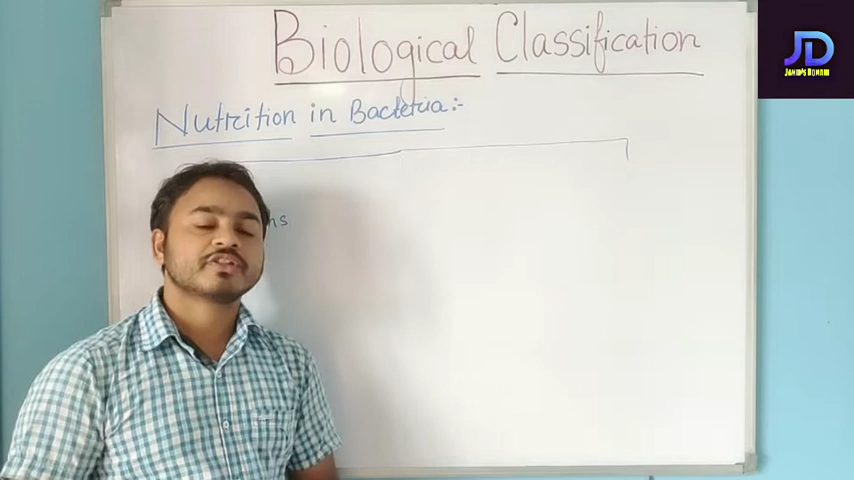 Biological Classification
JD
Nutrition in Bacteria :-